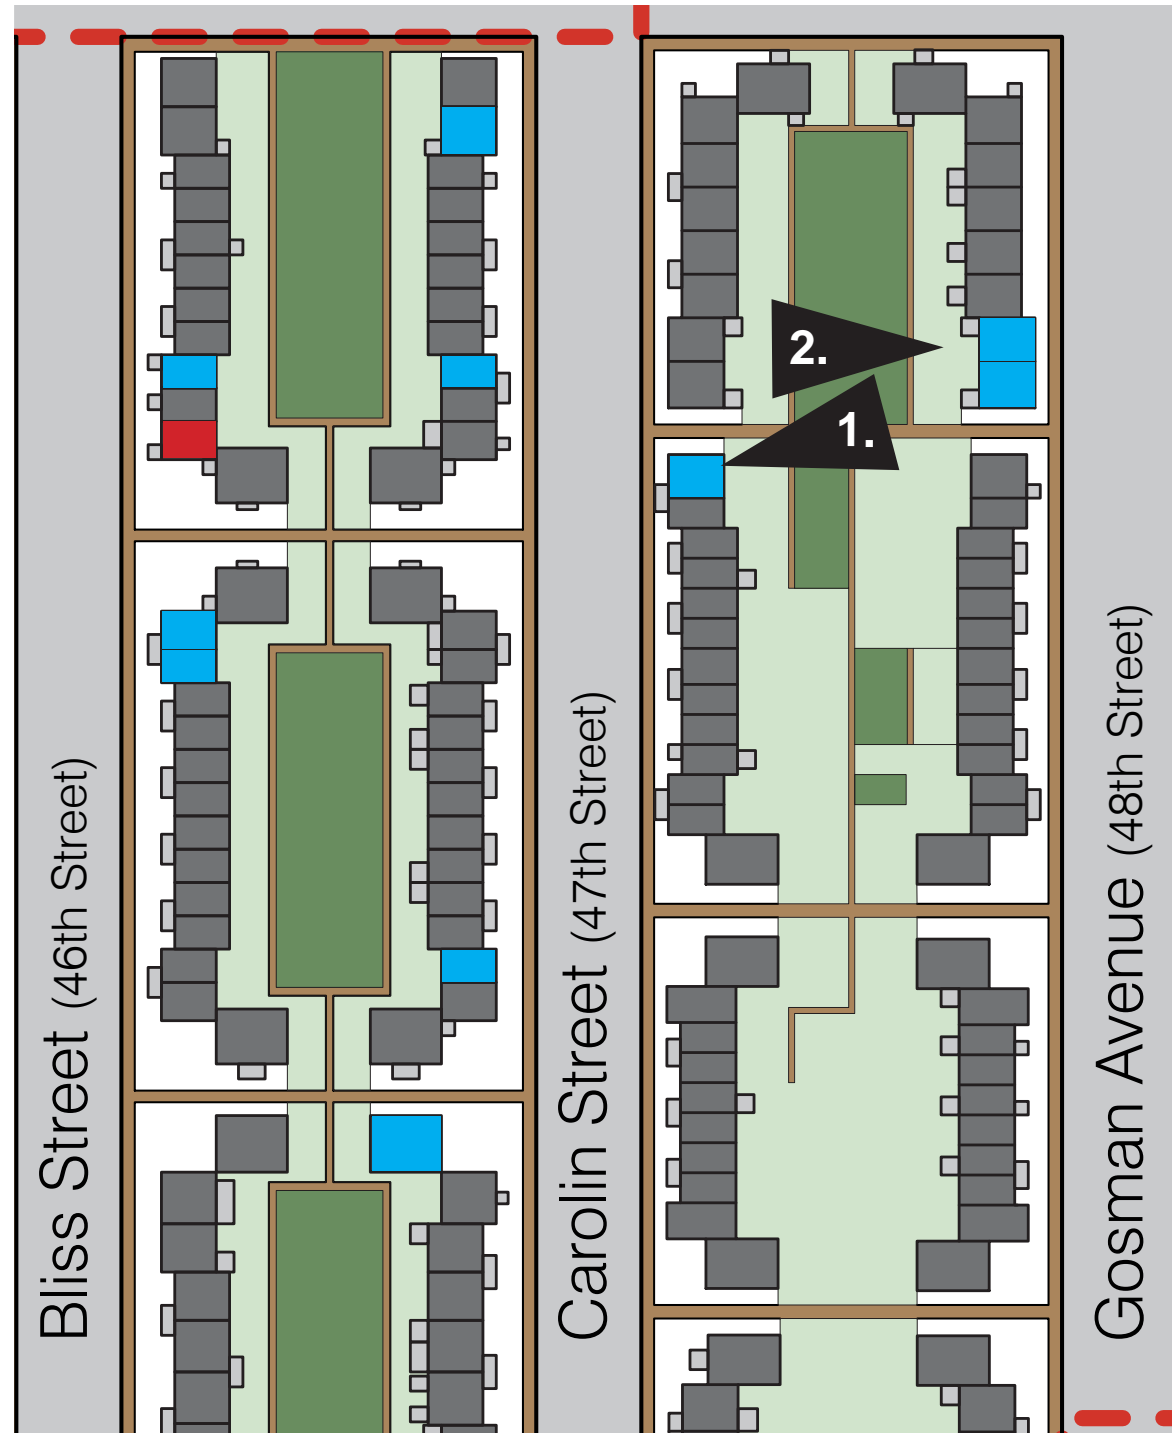 Bliss Street (46th Street)
Carolin Street (47th Street)
2.
1.
Gosman Avenue (48th Street)